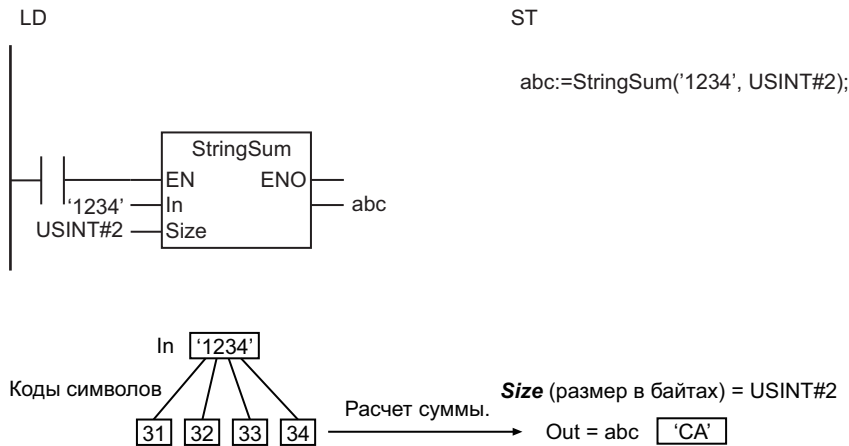 LD
ST
abc:=StringSum('1234', USINT#2);
StringSum
EN ENO
'1234' In abc
USINT#2 Size
In ‘1234’
Коды символов
Size (размер в байтах) = USINT#2
31 32 33 34
Расчет суммы.
Out = abc ‘CA’